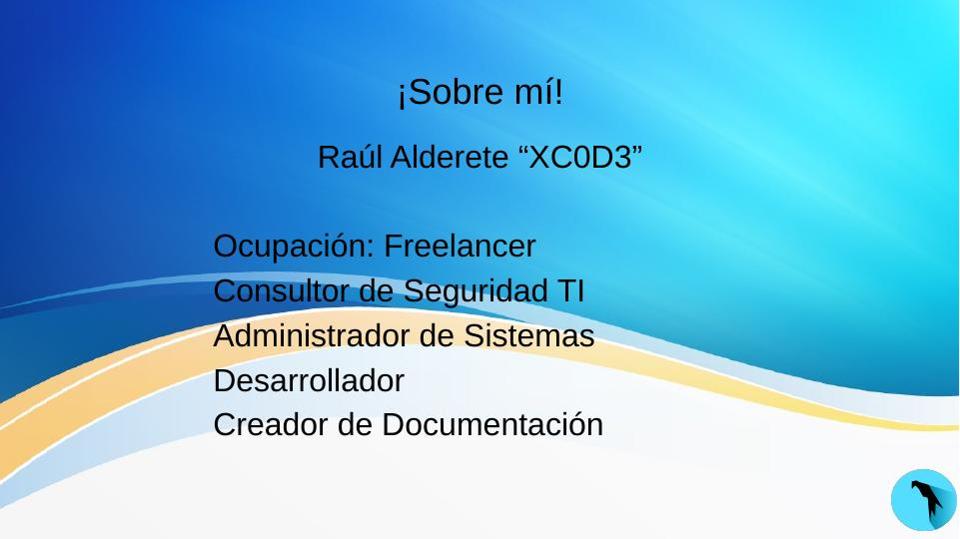 ¡Sobre mí!
Raúl Alderete “XC0D3”
Ocupación: Freelancer
Consultor de Seguridad TI
Administrador de Sistemas
Desarrollador
Creador de Documentación